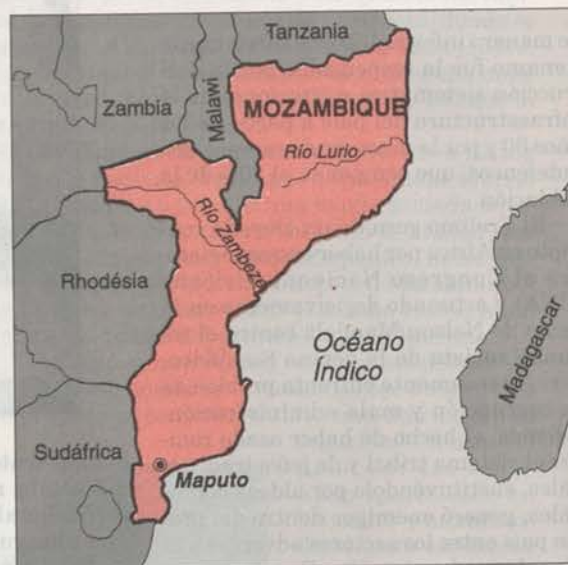 Tanzania
MOZAMBIQUE
Zambia
Malawi
Río Lurio
Río Zambeze
Rhodésia
Océano
Índico
Madagascar
Sudáfrica
Maputo